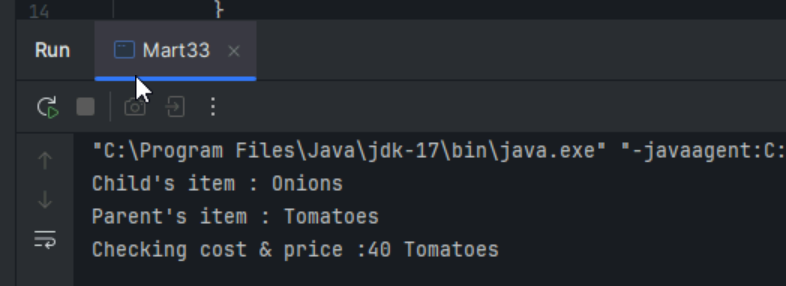 14 }
Run Mart33
"C:\Program Files\Java\jdk-17\bin\java.exe" "-javaagent:C:
Child's item : Onions
Parent's item : Tomatoes
Checking cost & price :40 Tomatoes